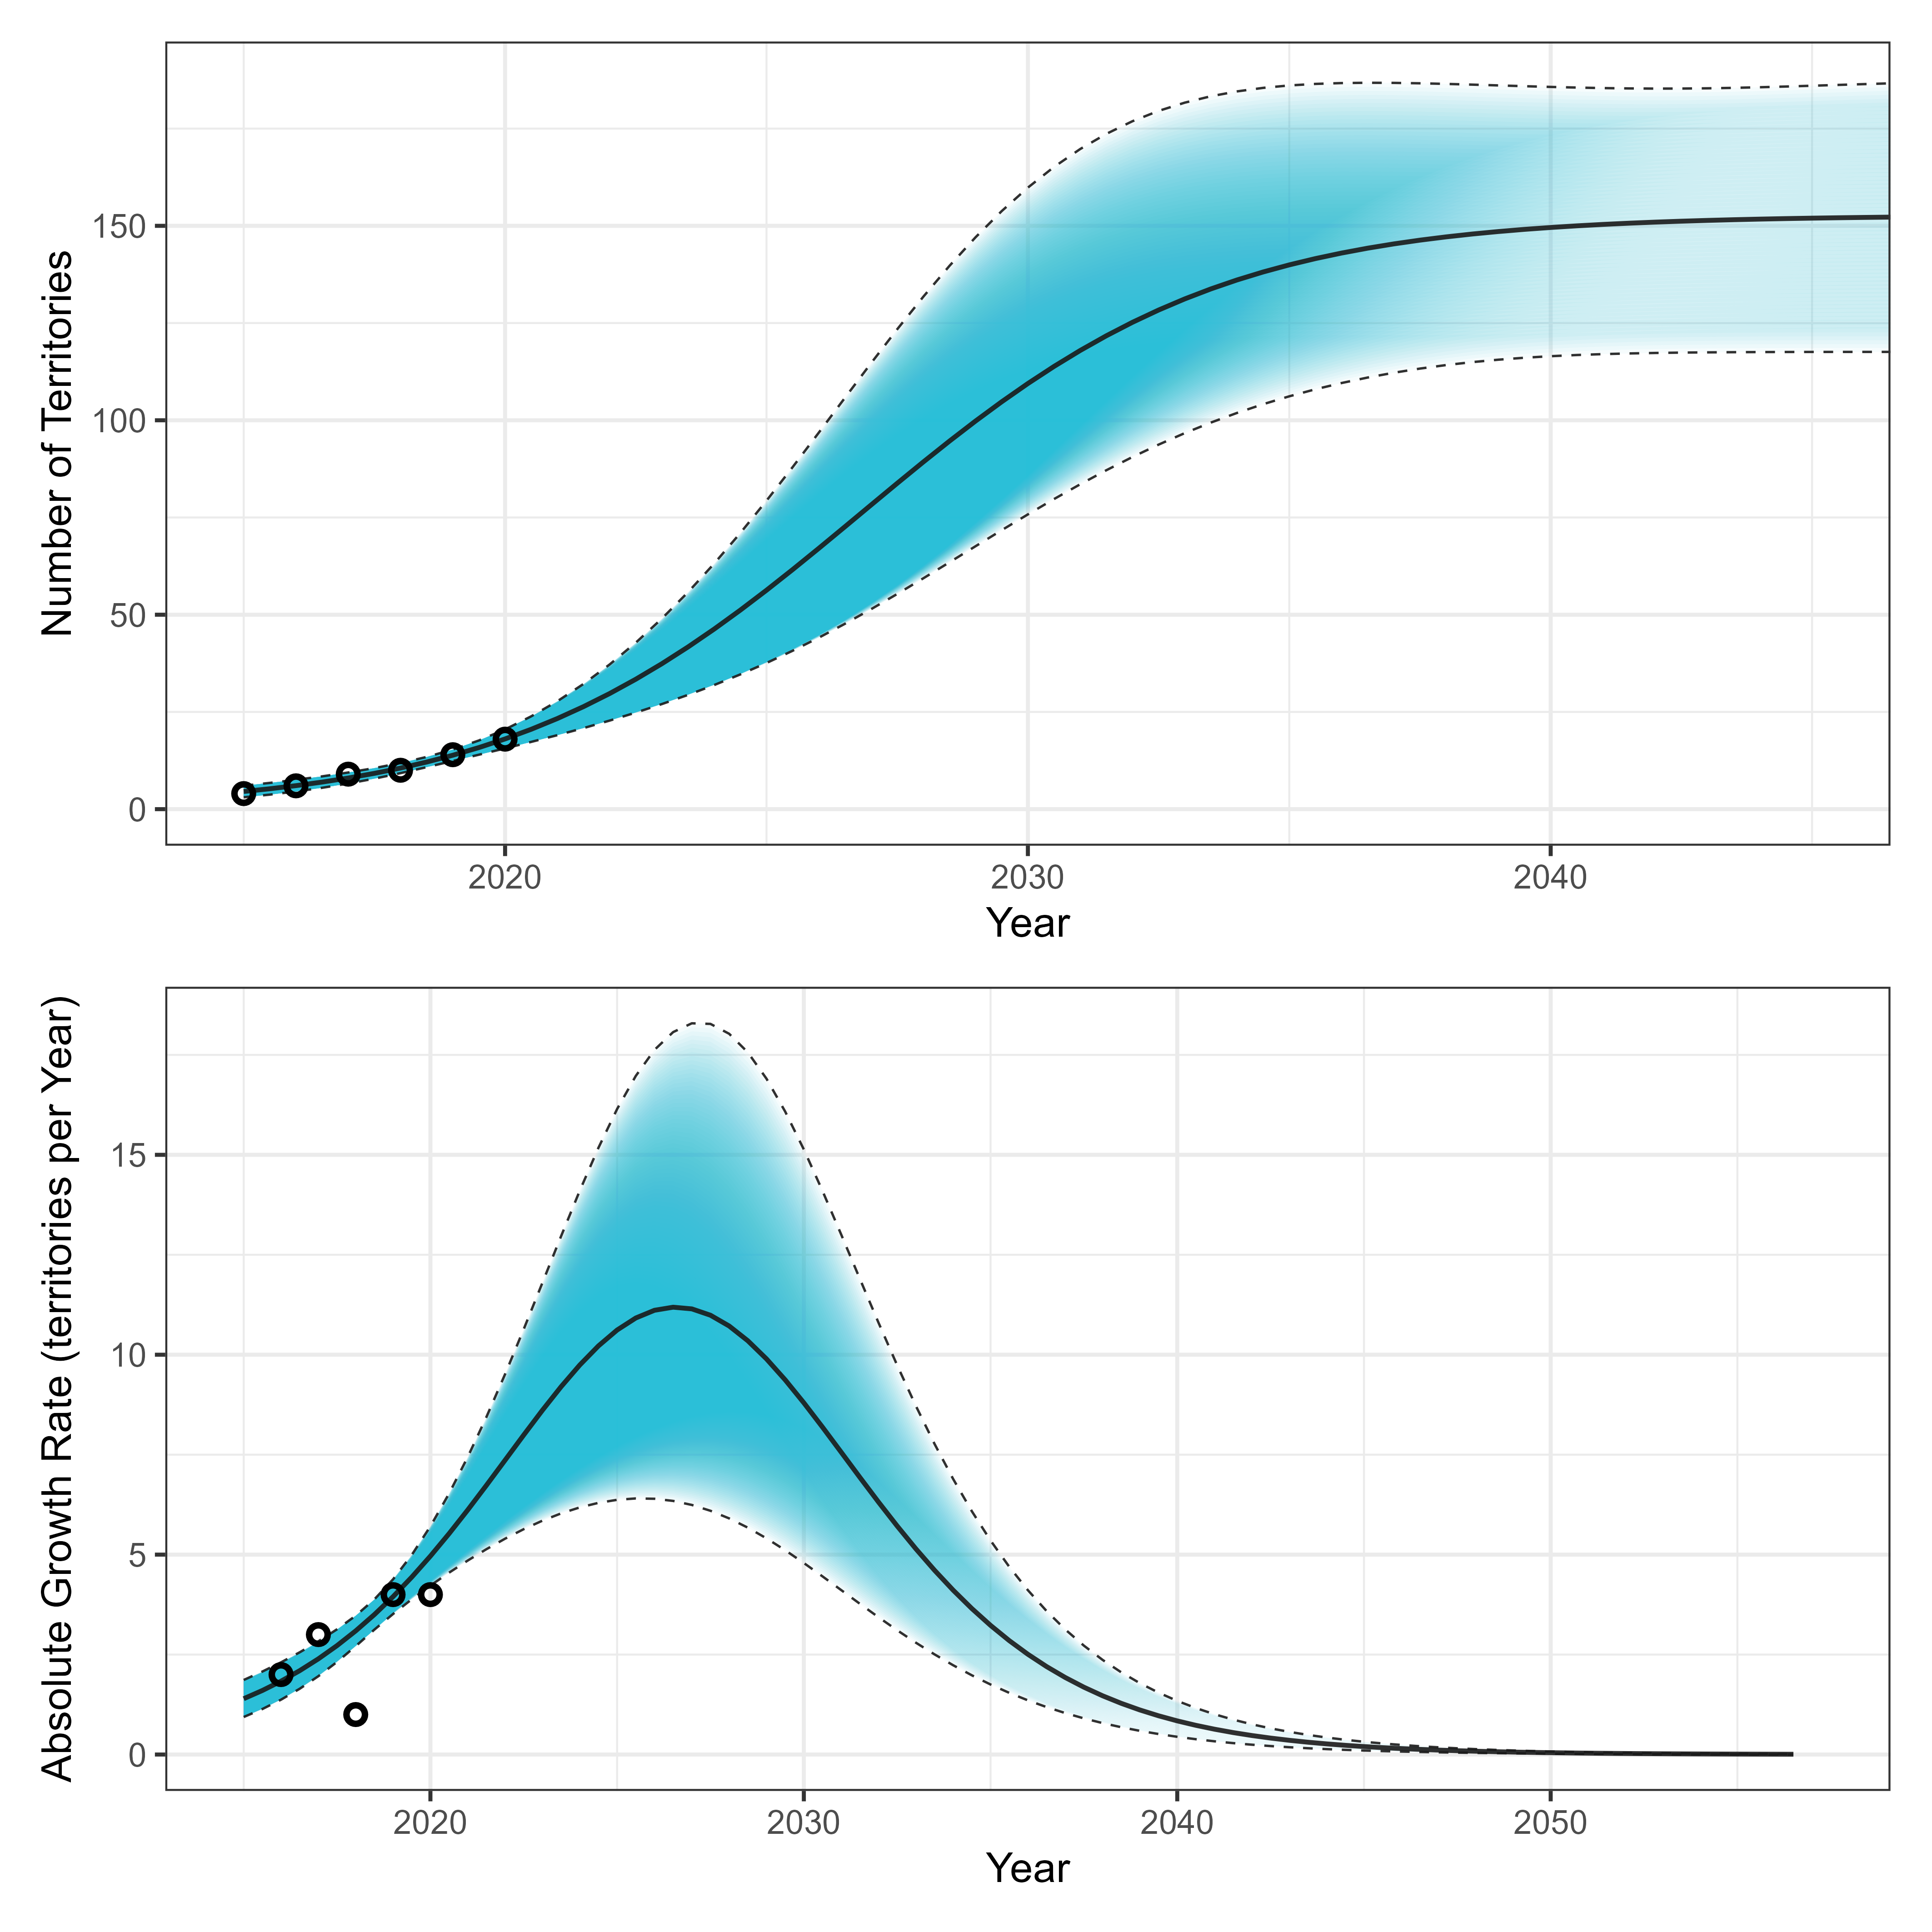 Number of Territories
150
100
50
0
2020 2030 2040
Year
Absolute Growth Rate (territories per Year)
15
10
5
0
2020 2030 2040 2050
Year